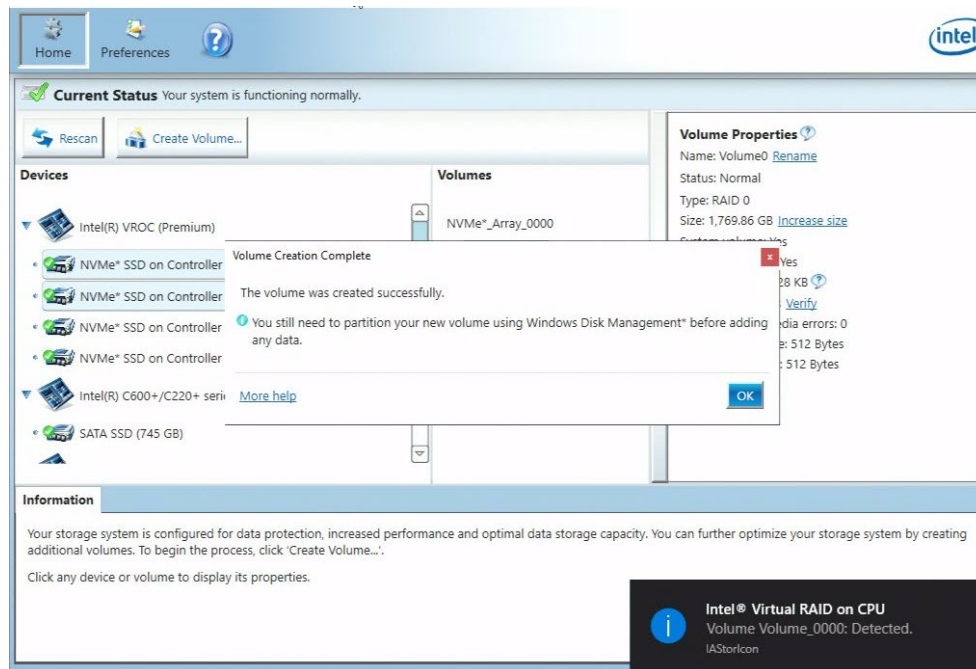 Home
Preferences
intel
Current Status Your system is functioning normally.
Rescan
Create Volume...
Devices
Intel(R) VROC (Premium)
NVMe* SSD on Controller
NVMe* SSD on Controller
NVMe* SSD on Controller
NVMe* SSD on Controller
Intel(R) C600+/C220+ seri
SATA SSD (745 GB)
Volumes
NVMe*_Array_0000
Volume Properties
Name: Volume0 Rename
Status: Normal
Type: RAID 0
Size: 1,769.86 GB Increase size
Yes
Yes
28 KB
Verify
dia errors: 0
e: 512 Bytes
: 512 Bytes
Volume Creation Complete
x
The volume was created successfully.
You still need to partition your new volume using Windows Disk Management* before adding
any data.
More help
OK
Information
Your storage system is configured for data protection, increased performance and optimal data storage capacity. You can further optimize your storage system by creating
additional volumes. To begin the process, click 'Create Volume...'.
Click any device or volume to display its properties.
Intel® Virtual RAID on CPU
Volume Volume_0000: Detected.
IAStorIcon